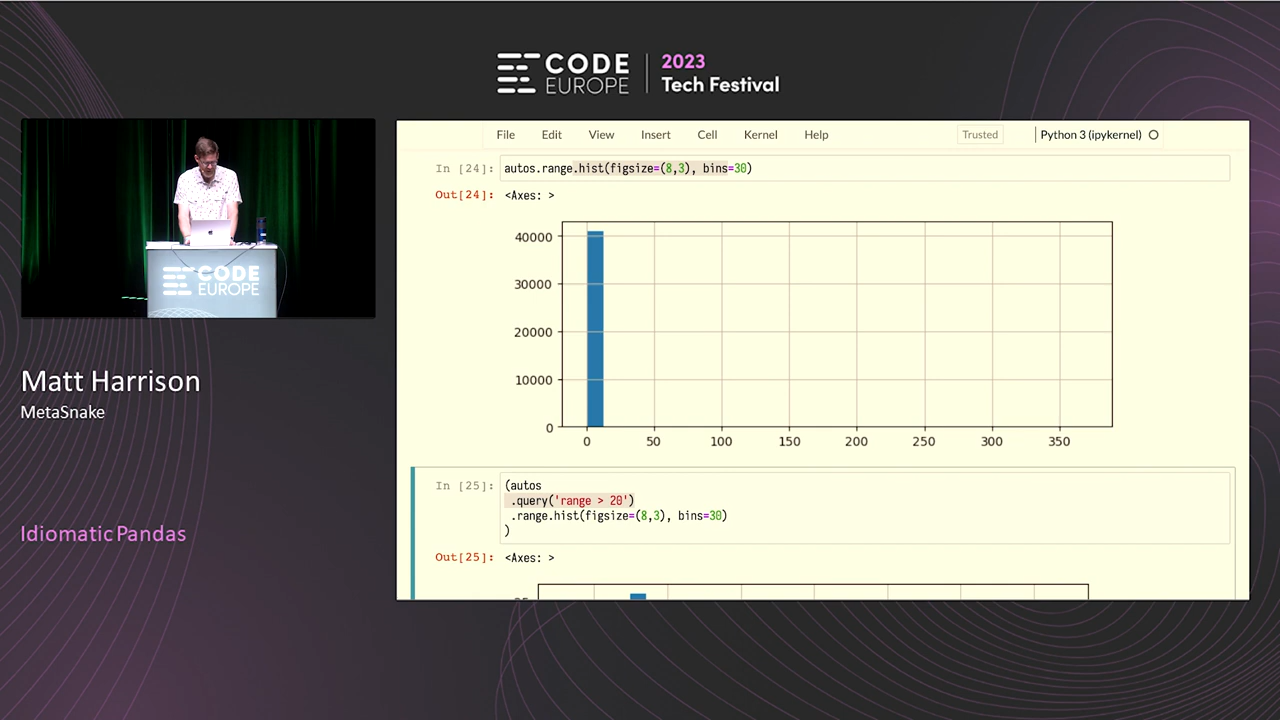 CODE
EUROPE
2023
Tech Festival
CODE
EUROPE
Matt Harrison
MetaSnake
Idiomatic Pandas
File Edit View Insert Cell Kernel Help Trusted Python 3 (ipykernel)
In [24]: autos.range.hist(figsize=(8,3), bins=30)
Out[24]: <Axes: >
40000
30000
20000
10000
0
0 50 100 150 200 250 300 350
In [25]: (autos
.query('range > 20')
.range.hist(figsize=(8,3), bins=30)
)
Out[25]: <Axes: >